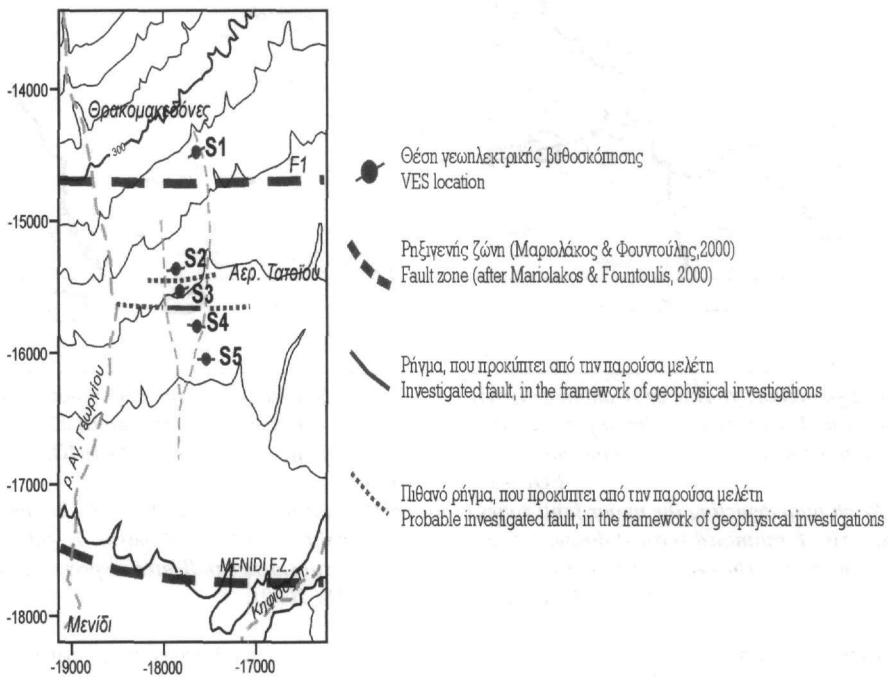 -14000
-15000
-16000
-17000
-18000
-19000
-18000
-17000
Θρακομακεδόνες
300
S1
F1
S2
Αερ. Τατοϊου
S3
S4
S5
ρ. Αγ. Γεωργίου
MENIDI F.Z.
Κηφισός π.
Μενίδι
Θέση γεωηλεκτρικής βυθοσκόπησης
VES location
Ρηξιγενής ζώνη (Μαριολάκος & Φουντούλης,2000)
Fault zone (after Mariolakos & Fountoulis, 2000)
Ρήγμα, που προκύπτει από την παρούσα μελέτη
Investigated fault, in the framework of geophysical investigations
Πιθανό ρήγμα, που προκύπτει από την παρούσα μελέτη
Probable investigated fault, in the framework of geophysical investigations